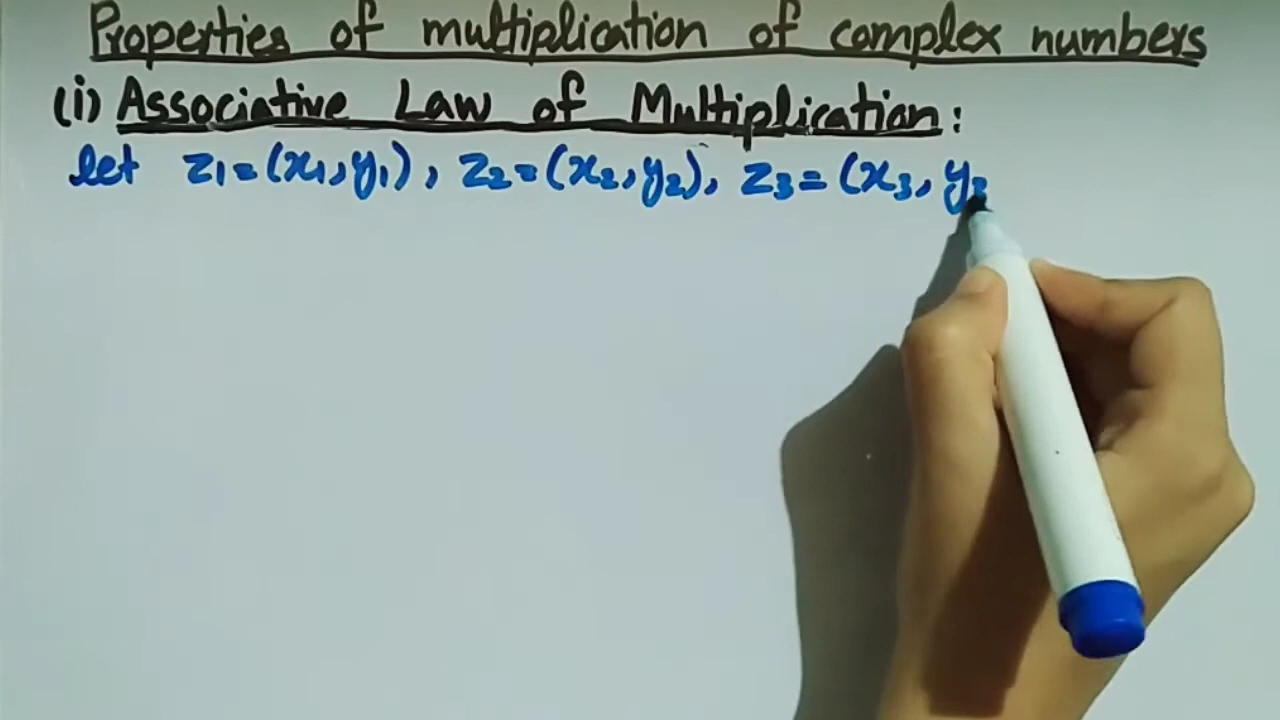 Properties of multiplication of complex numbers
(i) Associative Law of Multiplication:
let z₁=(x₁,y₁), z₂=(x₂,y₂), z₃=(x₃, y₃